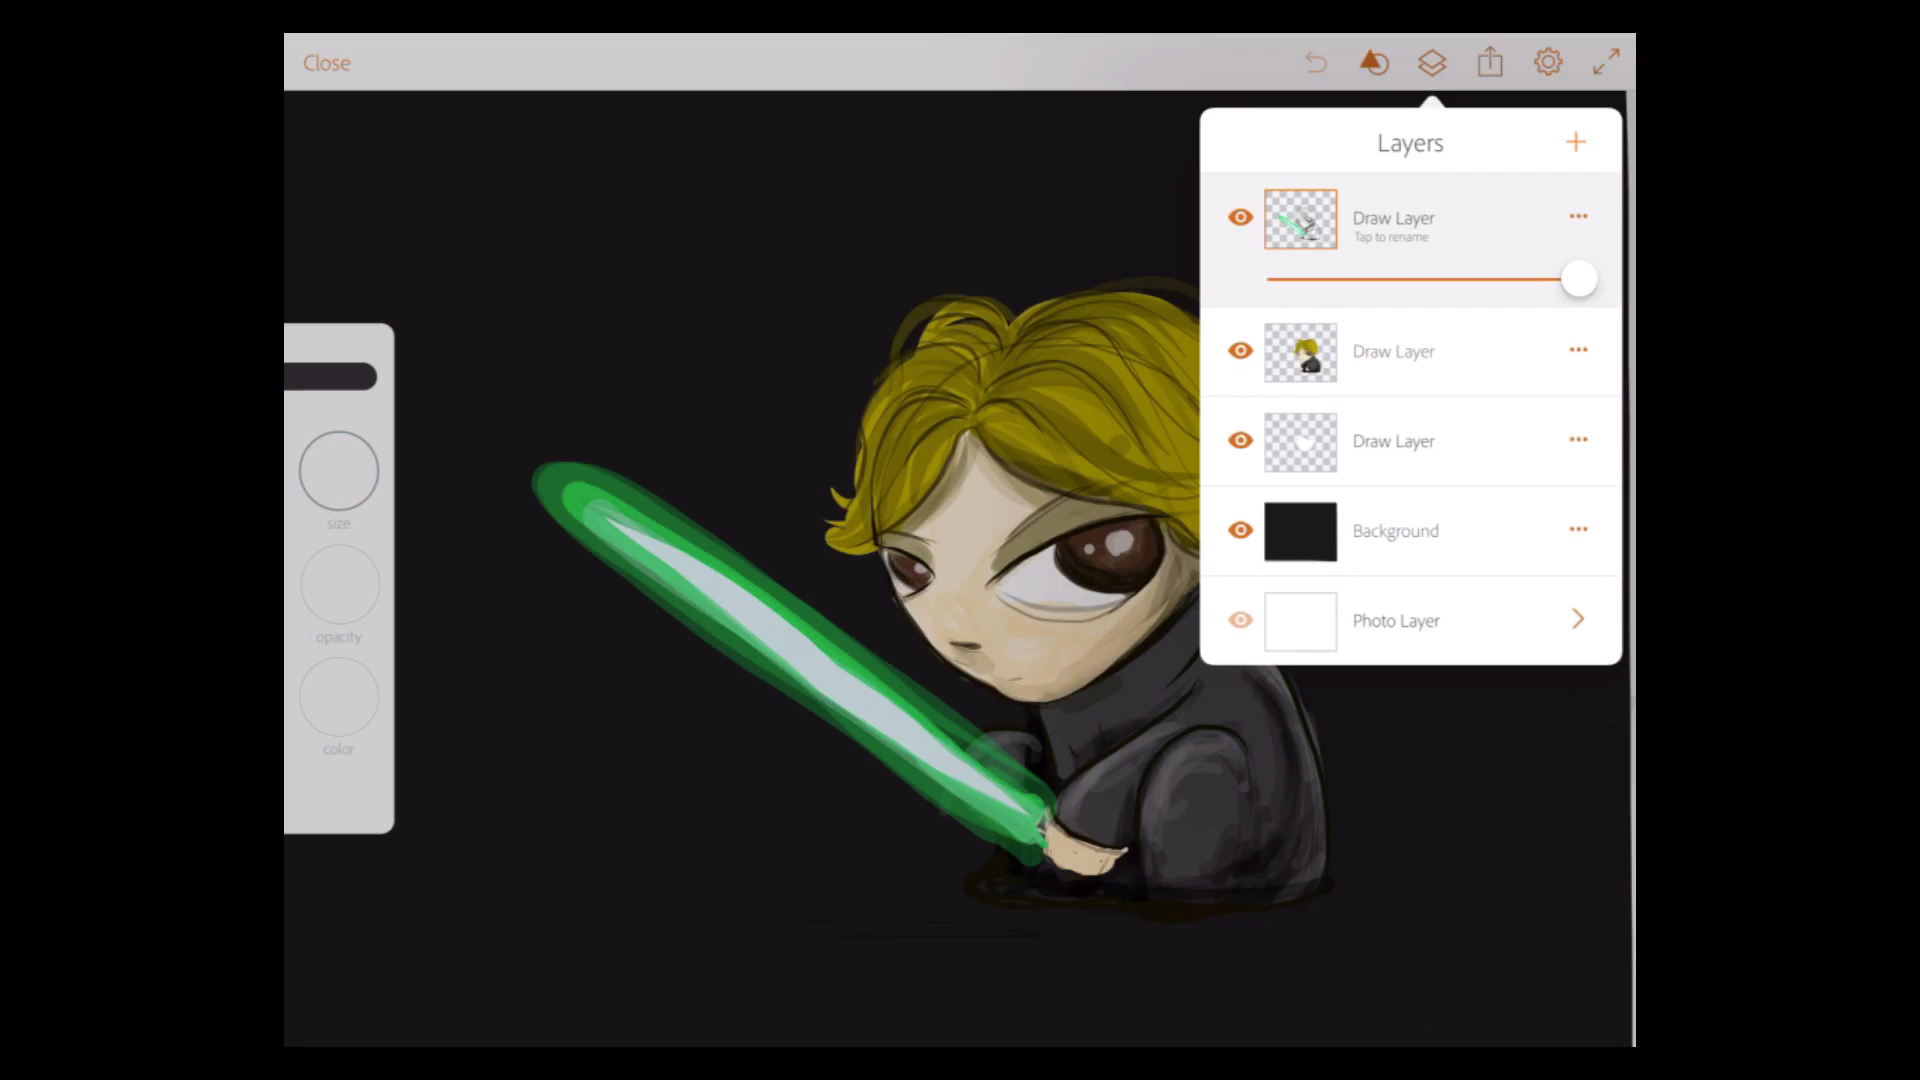 Close
Layers
Draw Layer
Tap to rename
Draw Layer
Draw Layer
Background
Photo Layer
size
opacity
color